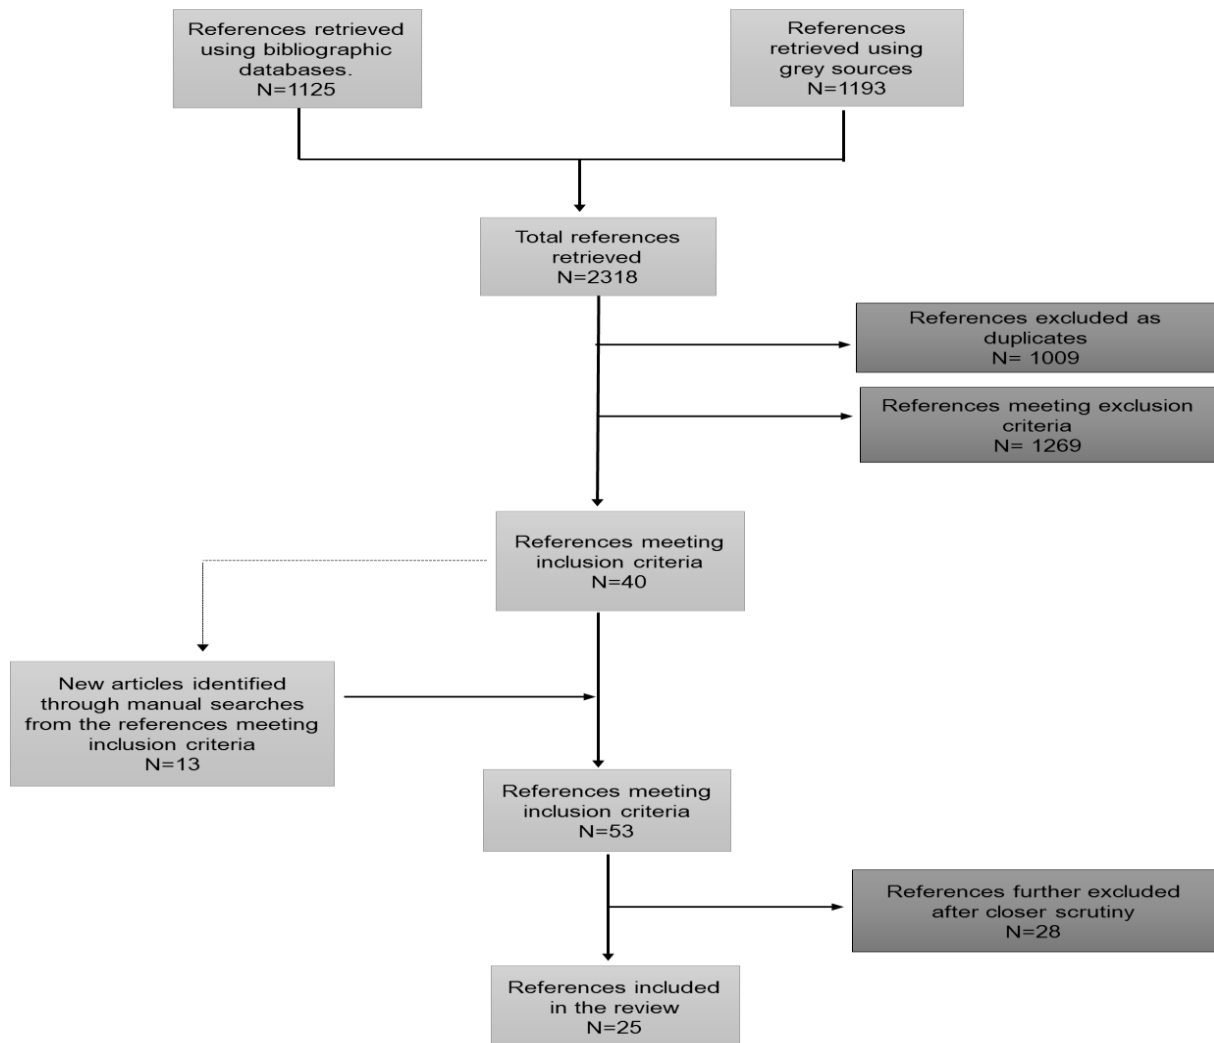 References retrieved
using bibliographic
databases.
N=1125
References
retrieved using
grey sources
N=1193
Total references
retrieved
N=2318
References excluded as
duplicates
N= 1009
References meeting exclusion
criteria
N= 1269
References meeting
inclusion criteria
N=40
New articles identified
through manual searches
from the references meeting
inclusion criteria
N=13
References meeting
inclusion criteria
N=53
References further excluded
after closer scrutiny
N=28
References included
in the review
N=25